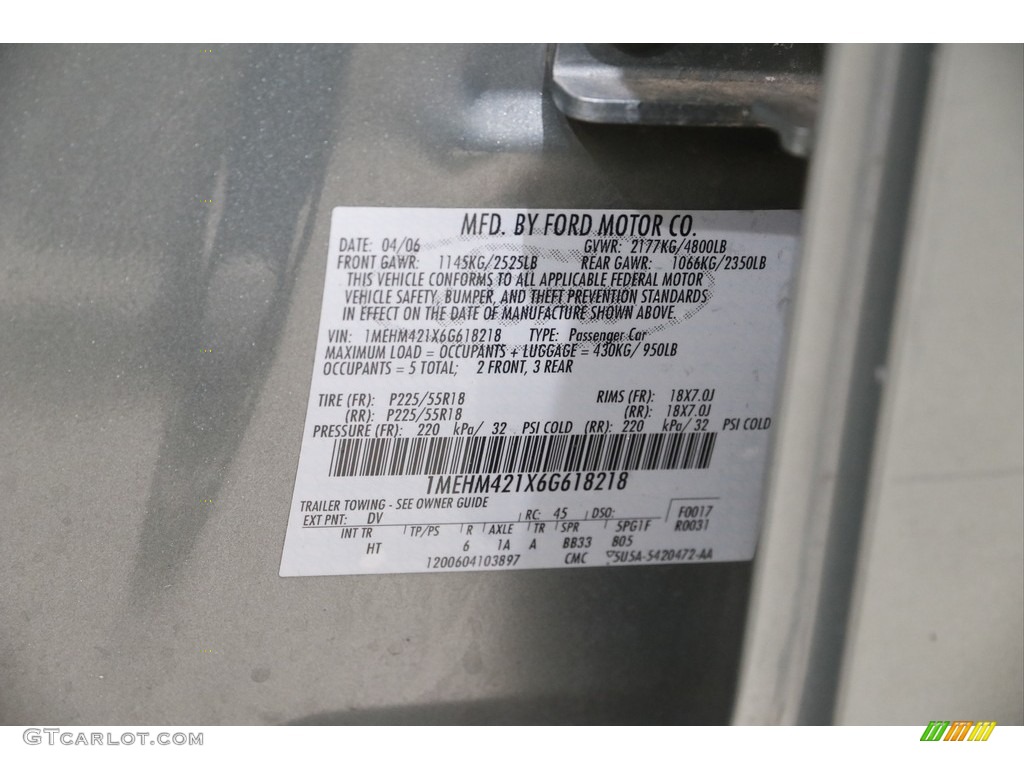 MFD. BY FORD MOTOR CO.
DATE: 04/06 GVWR: 2177KG/4800LB
FRONT GAWR: 1145KG/2525LB REAR GAWR: 1066KG/2350LB
THIS VEHICLE CONFORMS TO ALL APPLICABLE FEDERAL MOTOR
VEHICLE SAFETY, BUMPER, AND THEFT PREVENTION STANDARDS
IN EFFECT ON THE DATE OF MANUFACTURE SHOWN ABOVE.
VIN: 1MEHM421X6G618218 TYPE: Passenger Car
MAXIMUM LOAD = OCCUPANTS + LUGGAGE = 430KG/ 950LB
OCCUPANTS = 5 TOTAL; 2 FRONT, 3 REAR
TIRE (FR): P225/55R18 RIMS (FR): 18X7.0J
(RR): P225/55R18 (RR): 18X7.0J
PRESSURE (FR): 220 kPa/ 32 PSI COLD (RR): 220 kPa/ 32 PSI COLD
1MEHM421X6G618218
TRAILER TOWING - SEE OWNER GUIDE
EXT PNT: DV RC: 45 DSO: F0017
INT TR TP/PS R AXLE TR SPR 5PG1F R0031
HT 6 1A A BB33 805
1200604103897 CMC 5U5A-5420472-AA
GTCarLot.com